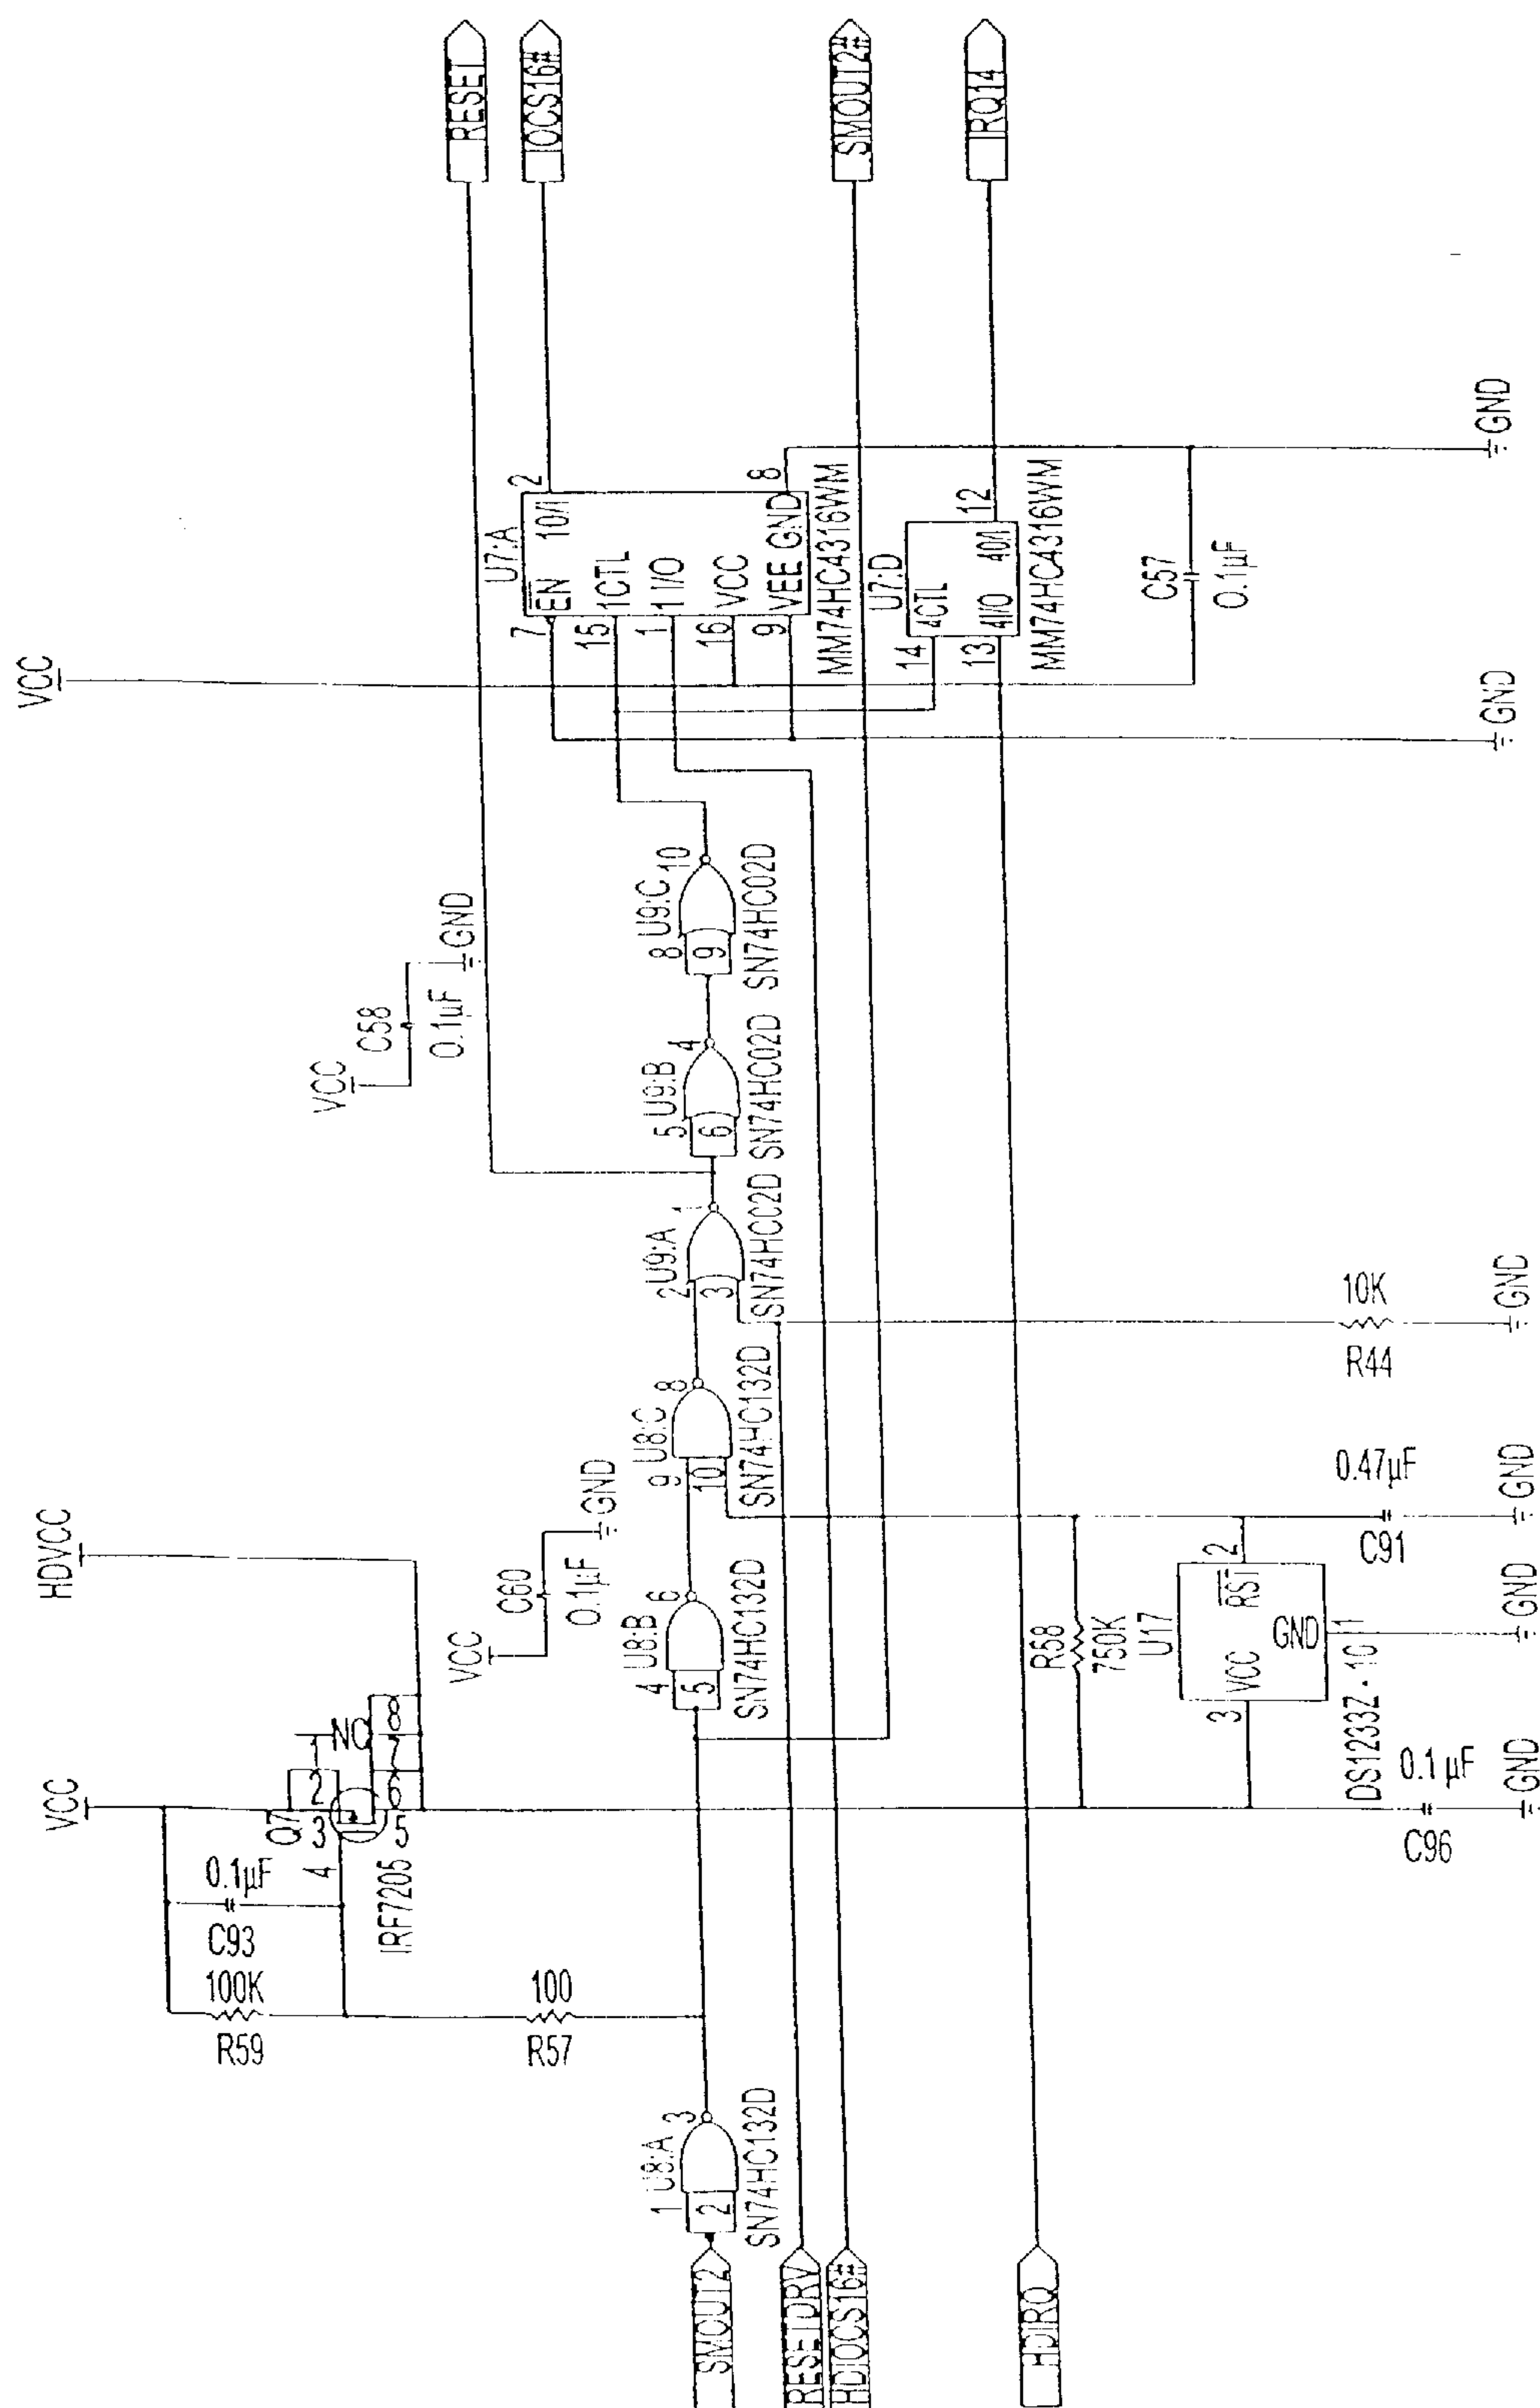 VCC
HDVCC
VCC
R59
100K
C93
0.1µF
Q7
1
2
3
4
5
6
7
8
NC
IRF7205
R57
100
VCC
C60
0.1µF
GND
VCC
C58
0.1µF
GND
SMOUT2
RESETDRV
HDIOCS16#
HDIRQ
1
2
U8:A
3
SN74HC132D
4
5
U8:B
6
SN74HC132D
9
10
U8:C
8
SN74HC132D
2
3
U9:A
1
SN74HC02D
5
6
U9:B
4
SN74HC02D
8
9
U9:C
10
SN74HC02D
U7:A
7
EN
10/I
2
15
1CTL
1
1 I/O
16
VCC
9
VEE
GND
8
MM74HC4316WM
U7:D
14
4CTL
13
4I/O
40/I
12
MM74HC4316WM
C57
0.1µF
GND
GND
R58
750K
U17
3
VCC
RST
2
GND
1
DS1233Z-10
0.1µF
C96
GND
GND
0.47µF
C91
GND
10K
R44
GND
RESET
IOCS16#
SMOUT2#
IRQ14